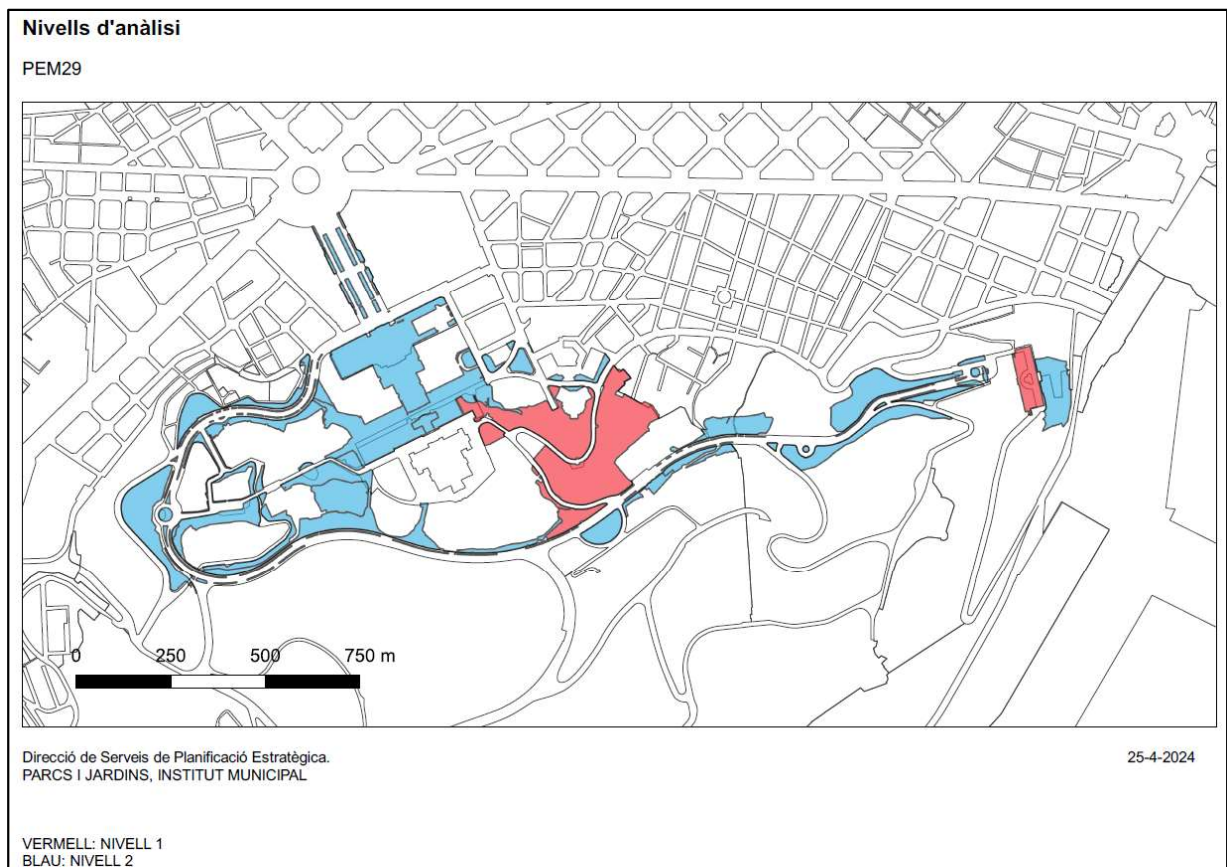 Nivells d'anàlisi
PEM29
0 250 500 750 m
Direcció de Serveis de Planificació Estratègica.
25-4-2024
PARCS I JARDINS, INSTITUT MUNICIPAL
VERMELL: NIVELL 1
BLAU: NIVELL 2